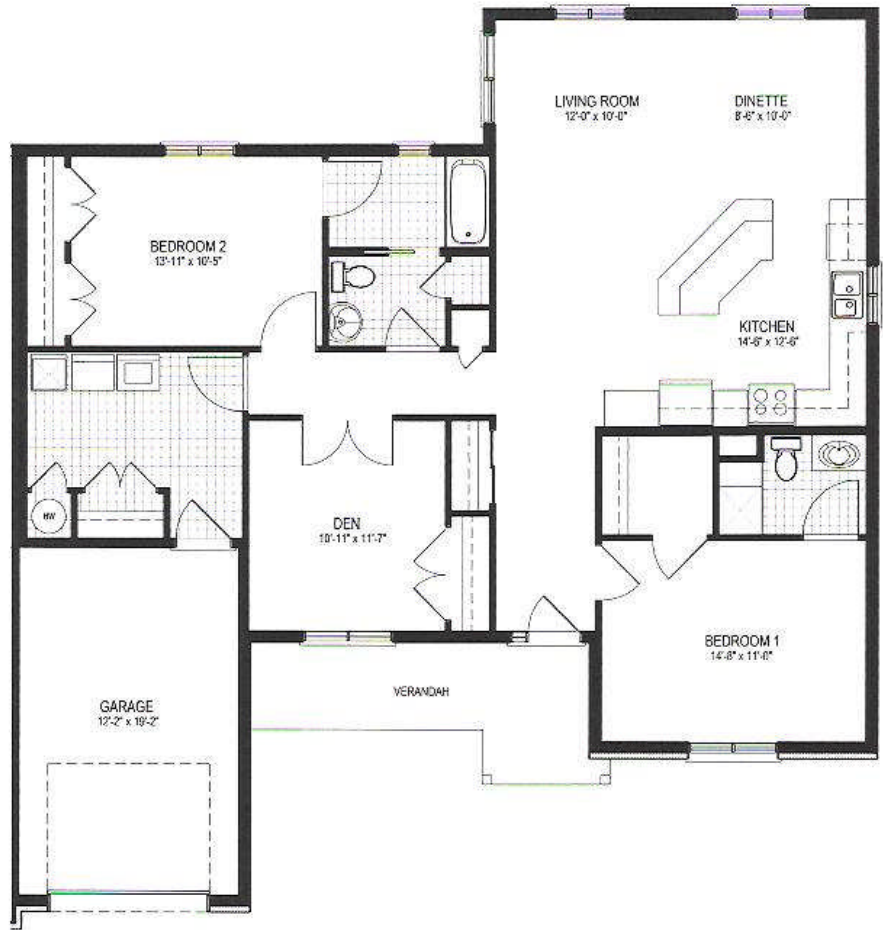 LIVING ROOM
12'-0" x 10'-0"
DINETTE
8'-6" x 10'-0"
BEDROOM 2
13'-11" x 10'-5"
KITCHEN
14'-6" x 12'-6"
HW
DEN
10'-11" x 11'-7"
BEDROOM 1
14'-8" x 11'-0"
VERANDAH
GARAGE
12'-2" x 19'-2"